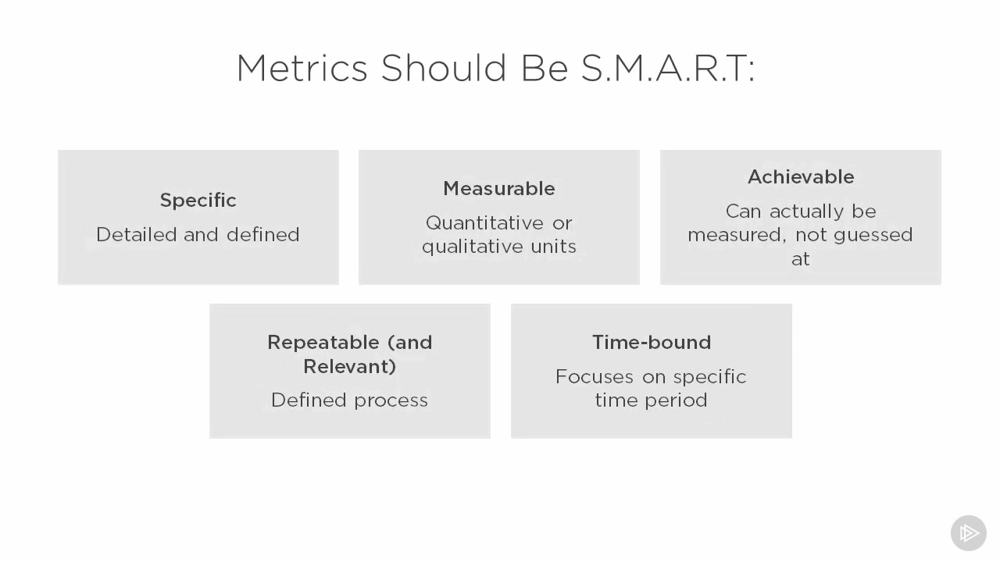 Metrics Should Be S.M.A.R.T:
Specific
Detailed and defined
Measurable
Quantitative or
qualitative units
Achievable
Can actually be
measured, not guessed
at
Repeatable (and
Relevant)
Defined process
Time-bound
Focuses on specific
time period